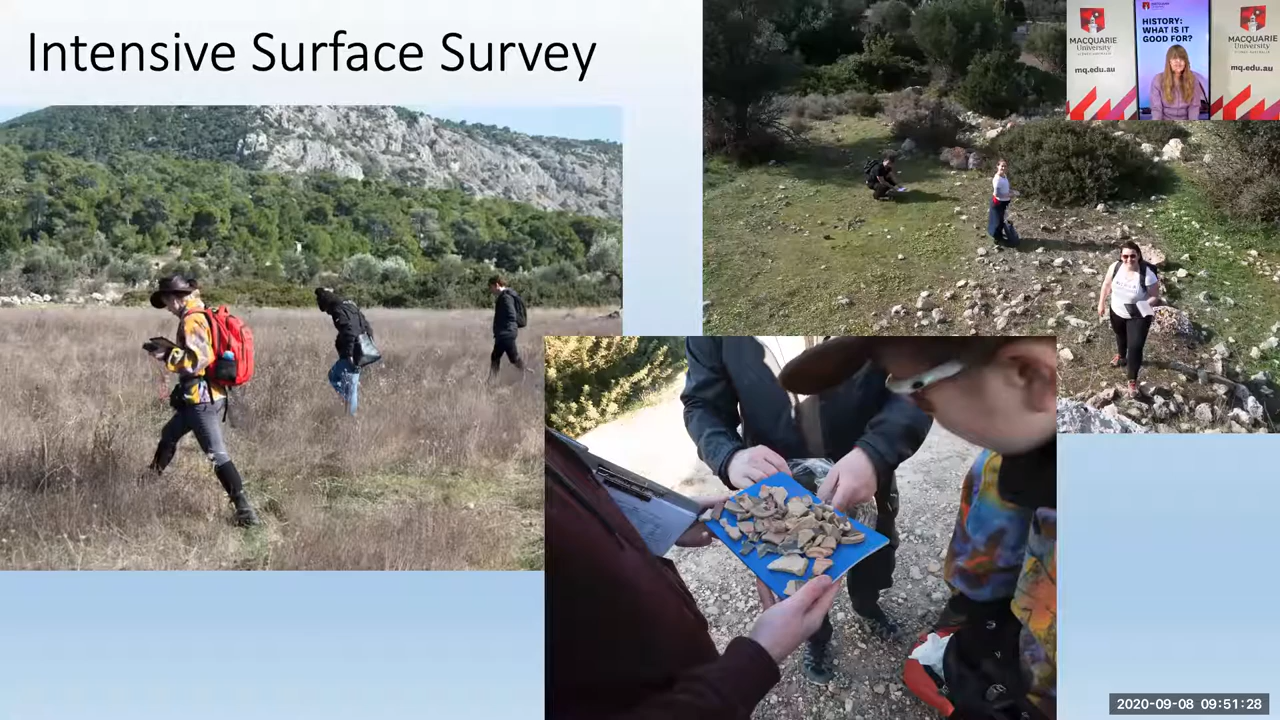 Intensive Surface Survey
MACQUARIE
University
mq.edu.au
HISTORY:
WHAT IS IT
GOOD FOR?
MACQUARIE
University
mq.edu.au
2020-09-08 09:51:28